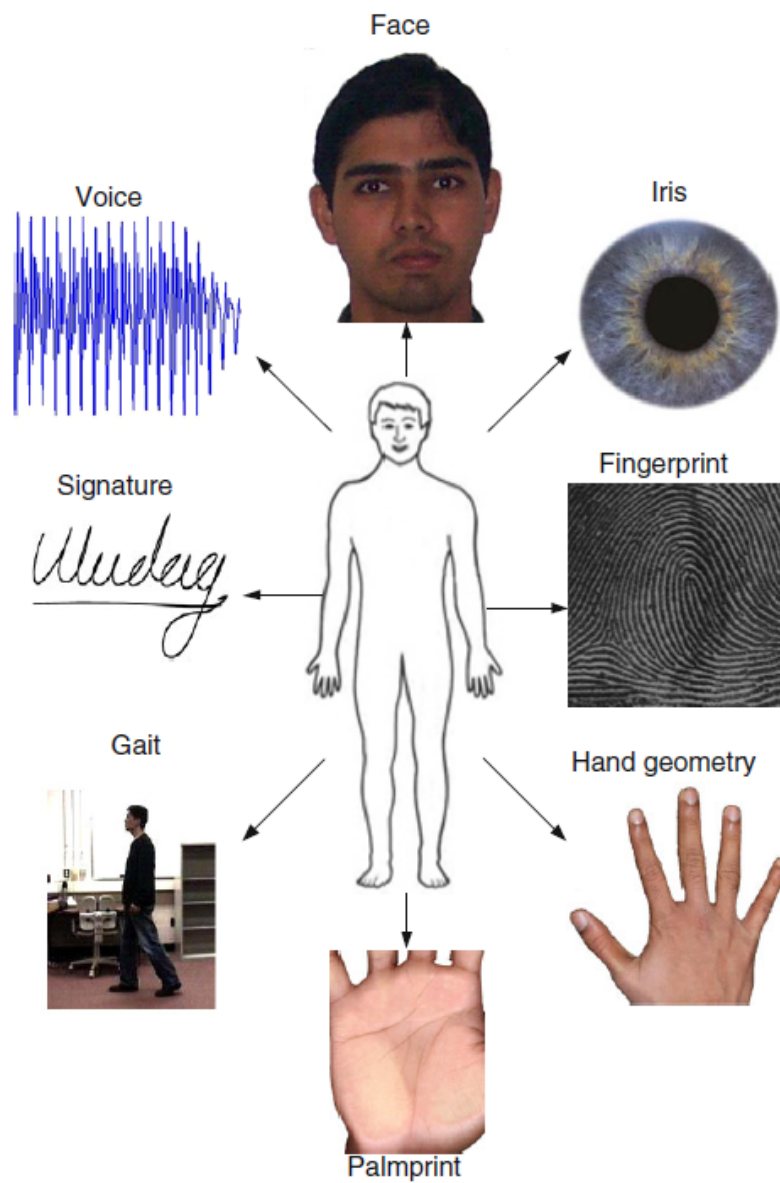 Face
Voice
Iris
Signature
Fingerprint
Gait
Hand geometry
Palmprint